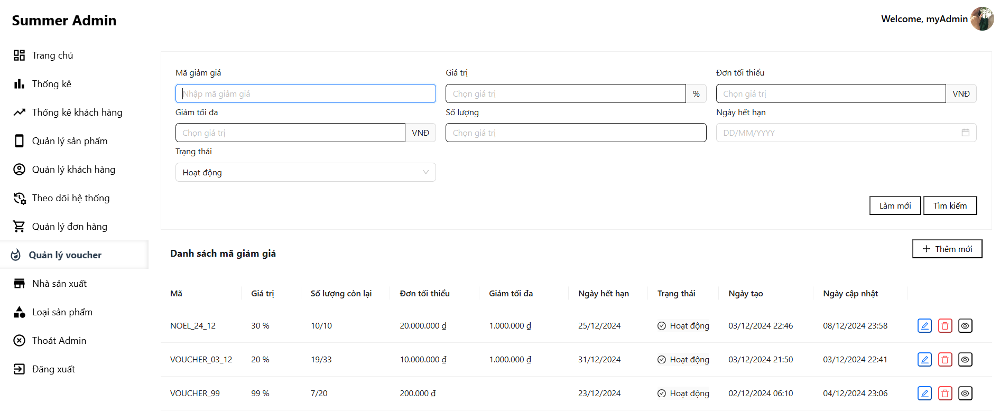 Summer Admin
Welcome, myAdmin
Trang chủ
Thống kê
Thống kê khách hàng
Quản lý sản phẩm
Quản lý khách hàng
Theo dõi hệ thống
Quản lý đơn hàng
Quản lý voucher
Nhà sản xuất
Loại sản phẩm
Thoát Admin
Đăng xuất
Mã giảm giá Giá trị Đơn tối thiểu
Nhập mã giảm giá Chọn giá trị % Chọn giá trị VNĐ
Giảm tối đa Số lượng Ngày hết hạn
Chọn giá trị VNĐ Chọn giá trị DD/MM/YYYY
Trạng thái
Hoạt động
Làm mới Tìm kiếm
Danh sách mã giảm giá
Thêm mới
Mã Giá trị Số lượng còn lại Đơn tối thiểu Giảm tối đa Ngày hết hạn Trạng thái Ngày tạo Ngày cập nhật
NOEL_24_12 30 % 10/10 20.000.000 ₫ 1.000.000 ₫ 25/12/2024 Hoạt động 03/12/2024 22:46 08/12/2024 23:58
VOUCHER_03_12 20 % 19/33 10.000.000 ₫ 1.000.000 ₫ 31/12/2024 Hoạt động 03/12/2024 21:50 03/12/2024 22:41
VOUCHER_99 99 % 7/20 200.000 ₫ 23/12/2024 Hoạt động 02/12/2024 06:10 04/12/2024 23:06